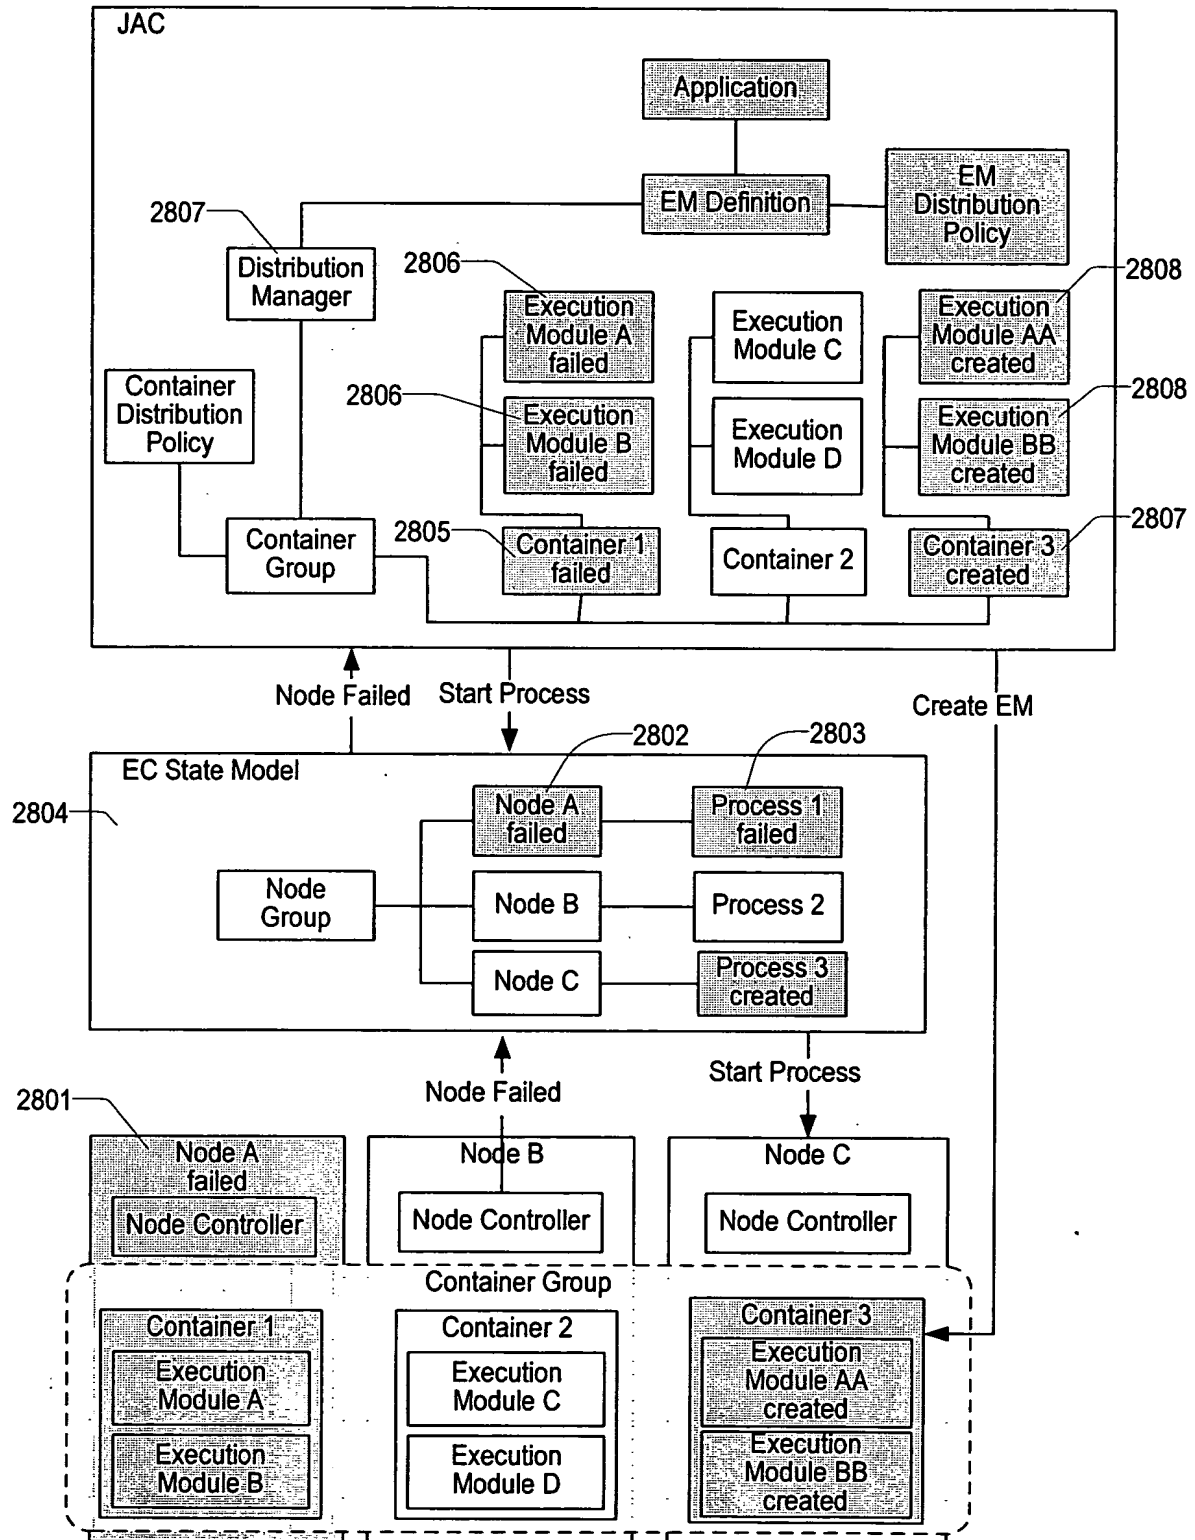 JAC
Application
EM Definition
EM
Distribution
Policy
2807
Distribution
Manager
2806
Execution
Module A
failed
Execution
Module C
2808
Execution
Module AA
created
Container
Distribution
Policy
2806
Execution
Module B
failed
Execution
Module D
2808
Execution
Module BB
created
Container
Group
2805
Container 1
failed
Container 2
2807
Container 3
created
Node Failed
Start Process
Create EM
EC State Model
2802
2803
2804
Node A
failed
Process 1
failed
Node
Group
Node B
Process 2
Node C
Process 3
created
Node Failed
Start Process
2801
Node A
failed
Node Controller
Node B
Node Controller
Node C
Node Controller
Container Group
Container 1
Execution
Module A
Execution
Module B
Container 2
Execution
Module C
Execution
Module D
Container 3
Execution
Module AA
created
Execution
Module BB
created